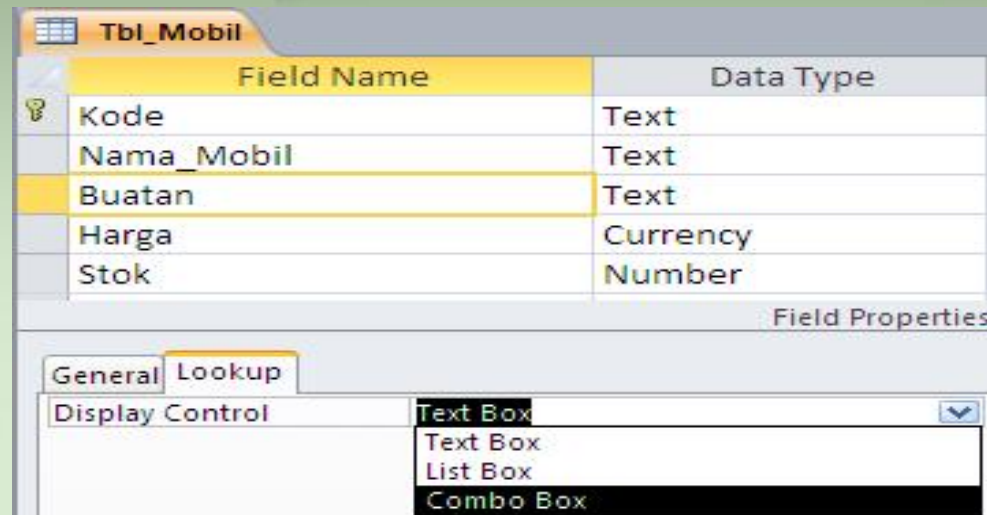 Tbl_Mobil
Field Name Data Type
Kode Text
Nama_Mobil Text
Buatan Text
Harga Currency
Stok Number
Field Properties
General Lookup
Display Control Text Box
Text Box
List Box
Combo Box